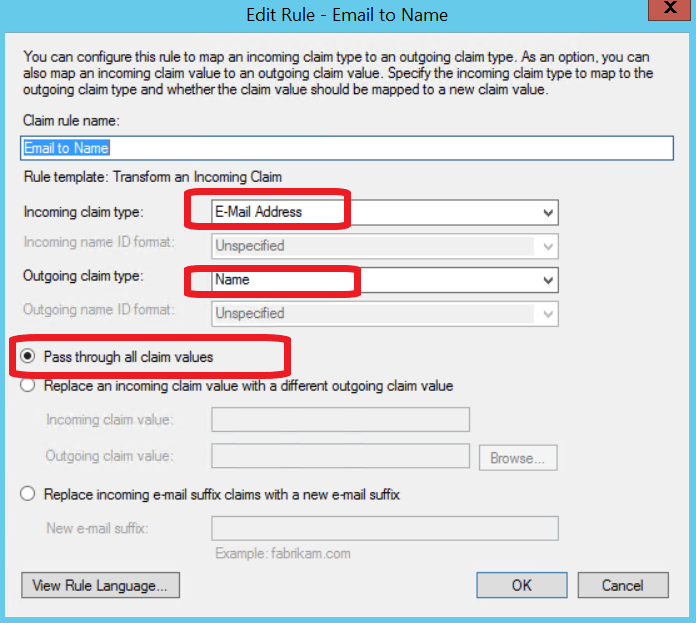 Edit Rule - Email to Name
X
You can configure this rule to map an incoming claim type to an outgoing claim type. As an option, you can
also map an incoming claim value to an outgoing claim value. Specify the incoming claim type to map to the
outgoing claim type and whether the claim value should be mapped to a new claim value.
Claim rule name:
Email to Name
Rule template: Transform an Incoming Claim
Incoming claim type: E-Mail Address
Incoming name ID format: Unspecified
Outgoing claim type: Name
Outgoing name ID format: Unspecified
Pass through all claim values
Replace an incoming claim value with a different outgoing claim value
Incoming claim value:
Outgoing claim value: Browse...
Replace incoming e-mail suffix claims with a new e-mail suffix
New e-mail suffix:
Example: fabrikam.com
View Rule Language... OK Cancel